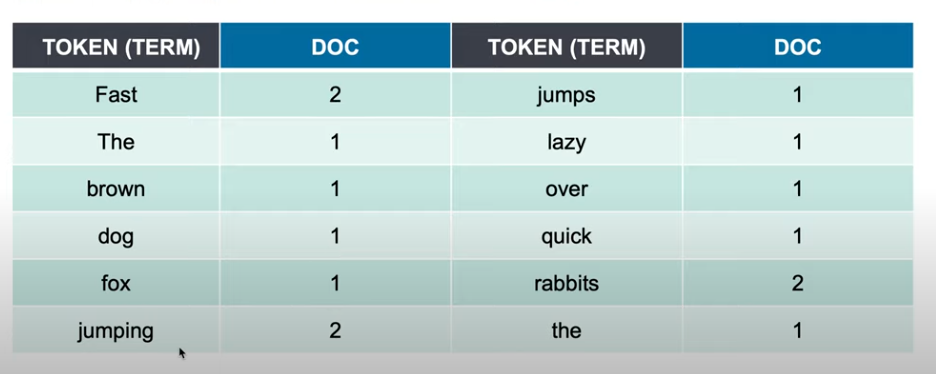 TOKEN (TERM) DOC TOKEN (TERM) DOC
Fast 2 jumps 1
The 1 lazy 1
brown 1 over 1
dog 1 quick 1
fox 1 rabbits 2
jumping 2 the 1